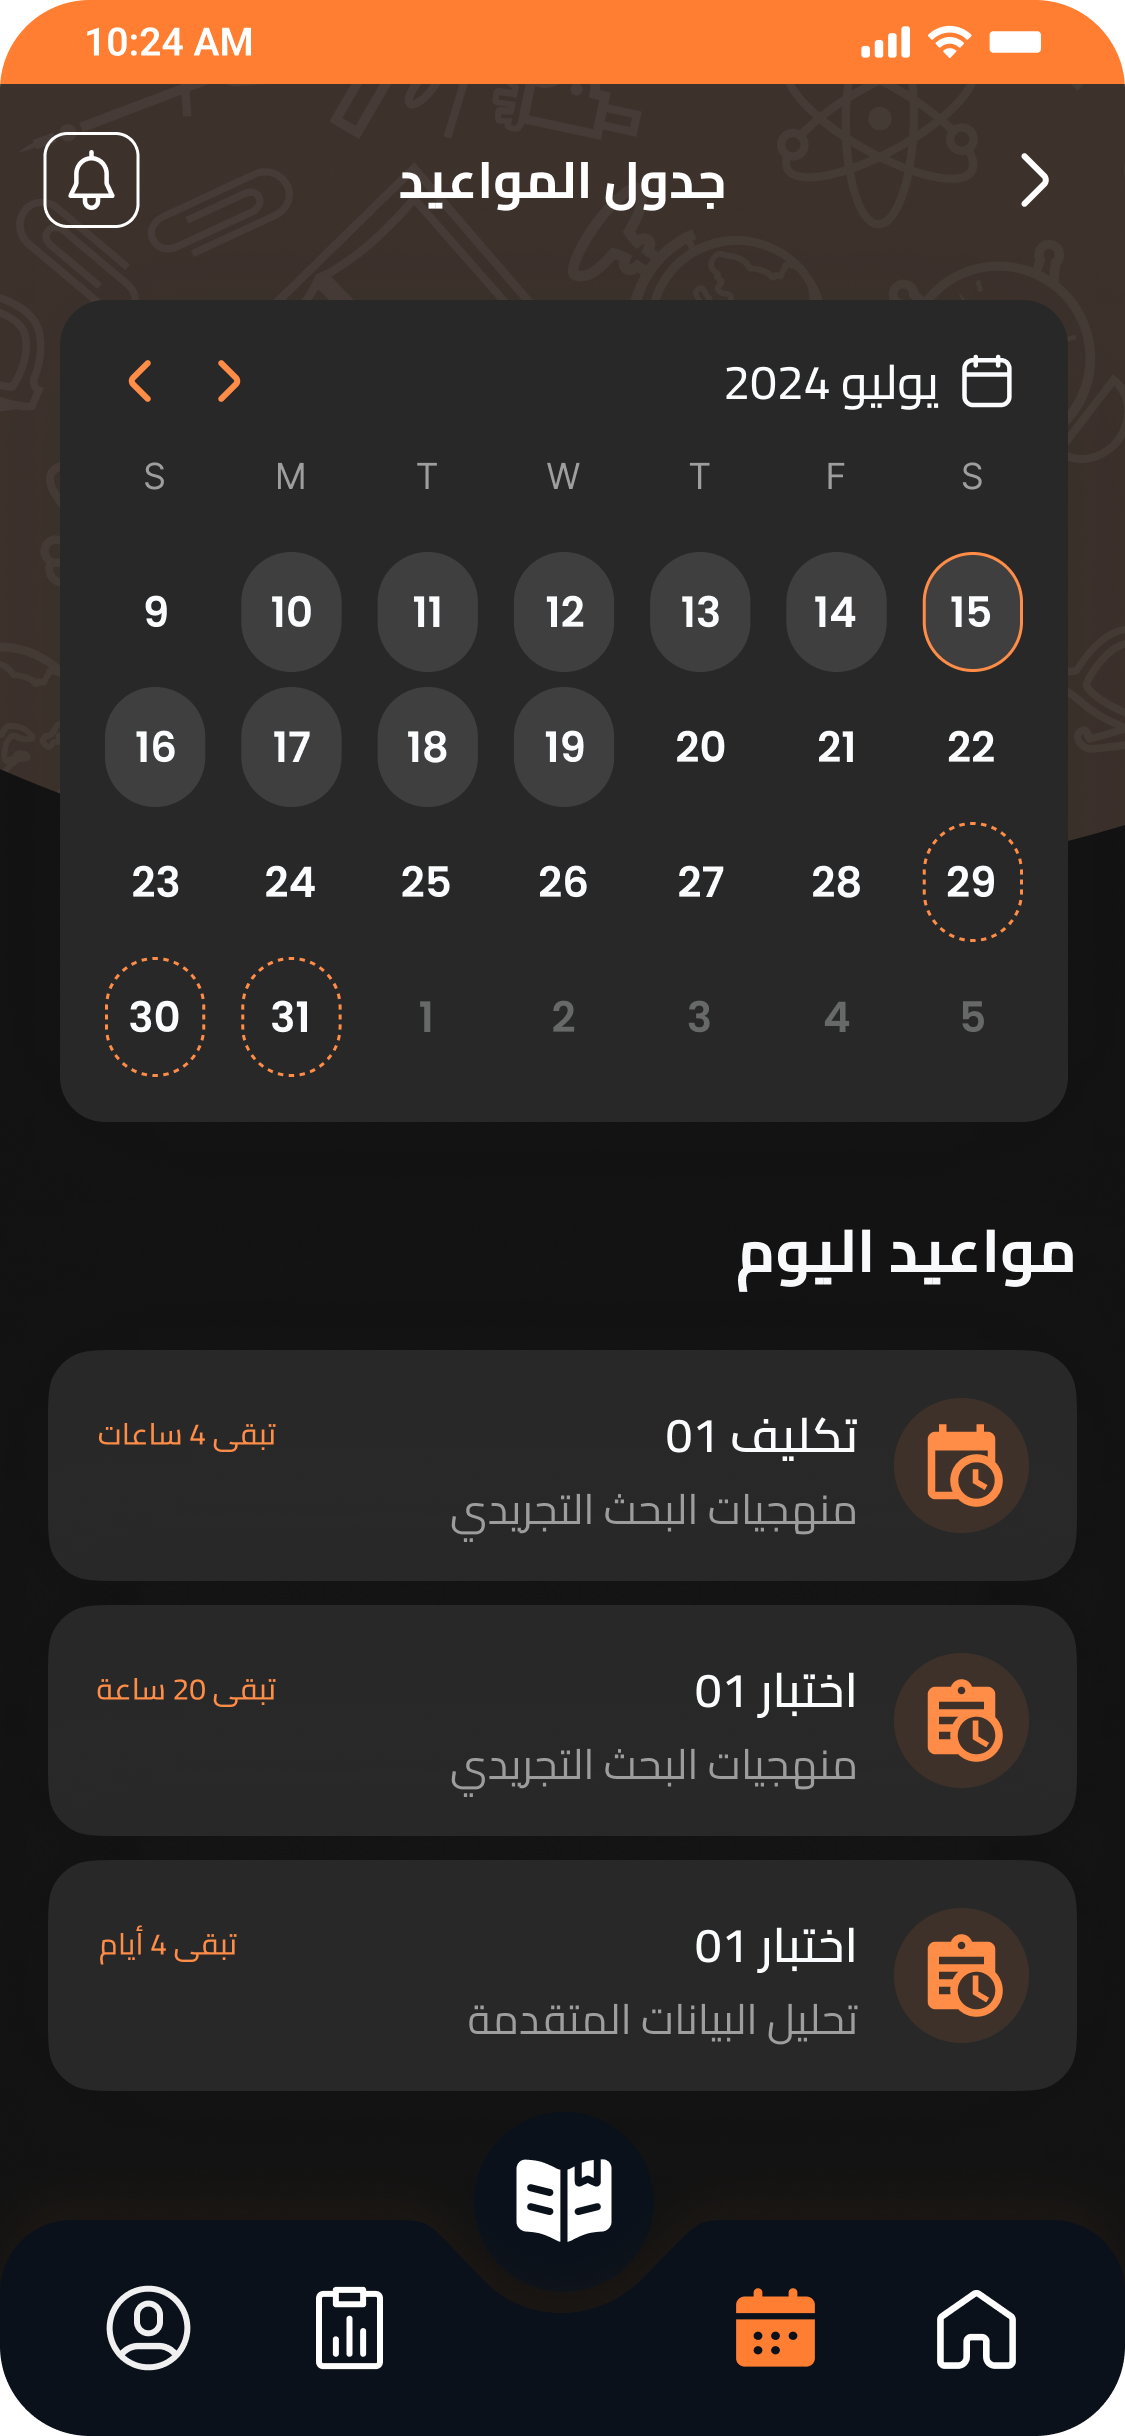 10:24 AM
جدول المواعيد
يوليو 2024
S M T W T F S
9 10 11 12 13 14 15
16 17 18 19 20 21 22
23 24 25 26 27 28 29
30 31 1 2 3 4 5
مواعيد اليوم
تكليف 01
تبقى 4 ساعات
منهجيات البحث التجريدي
اختبار 01
تبقى 20 ساعة
منهجيات البحث التجريدي
اختبار 01
تبقى 4 أيام
تحليل البيانات المتقدمة